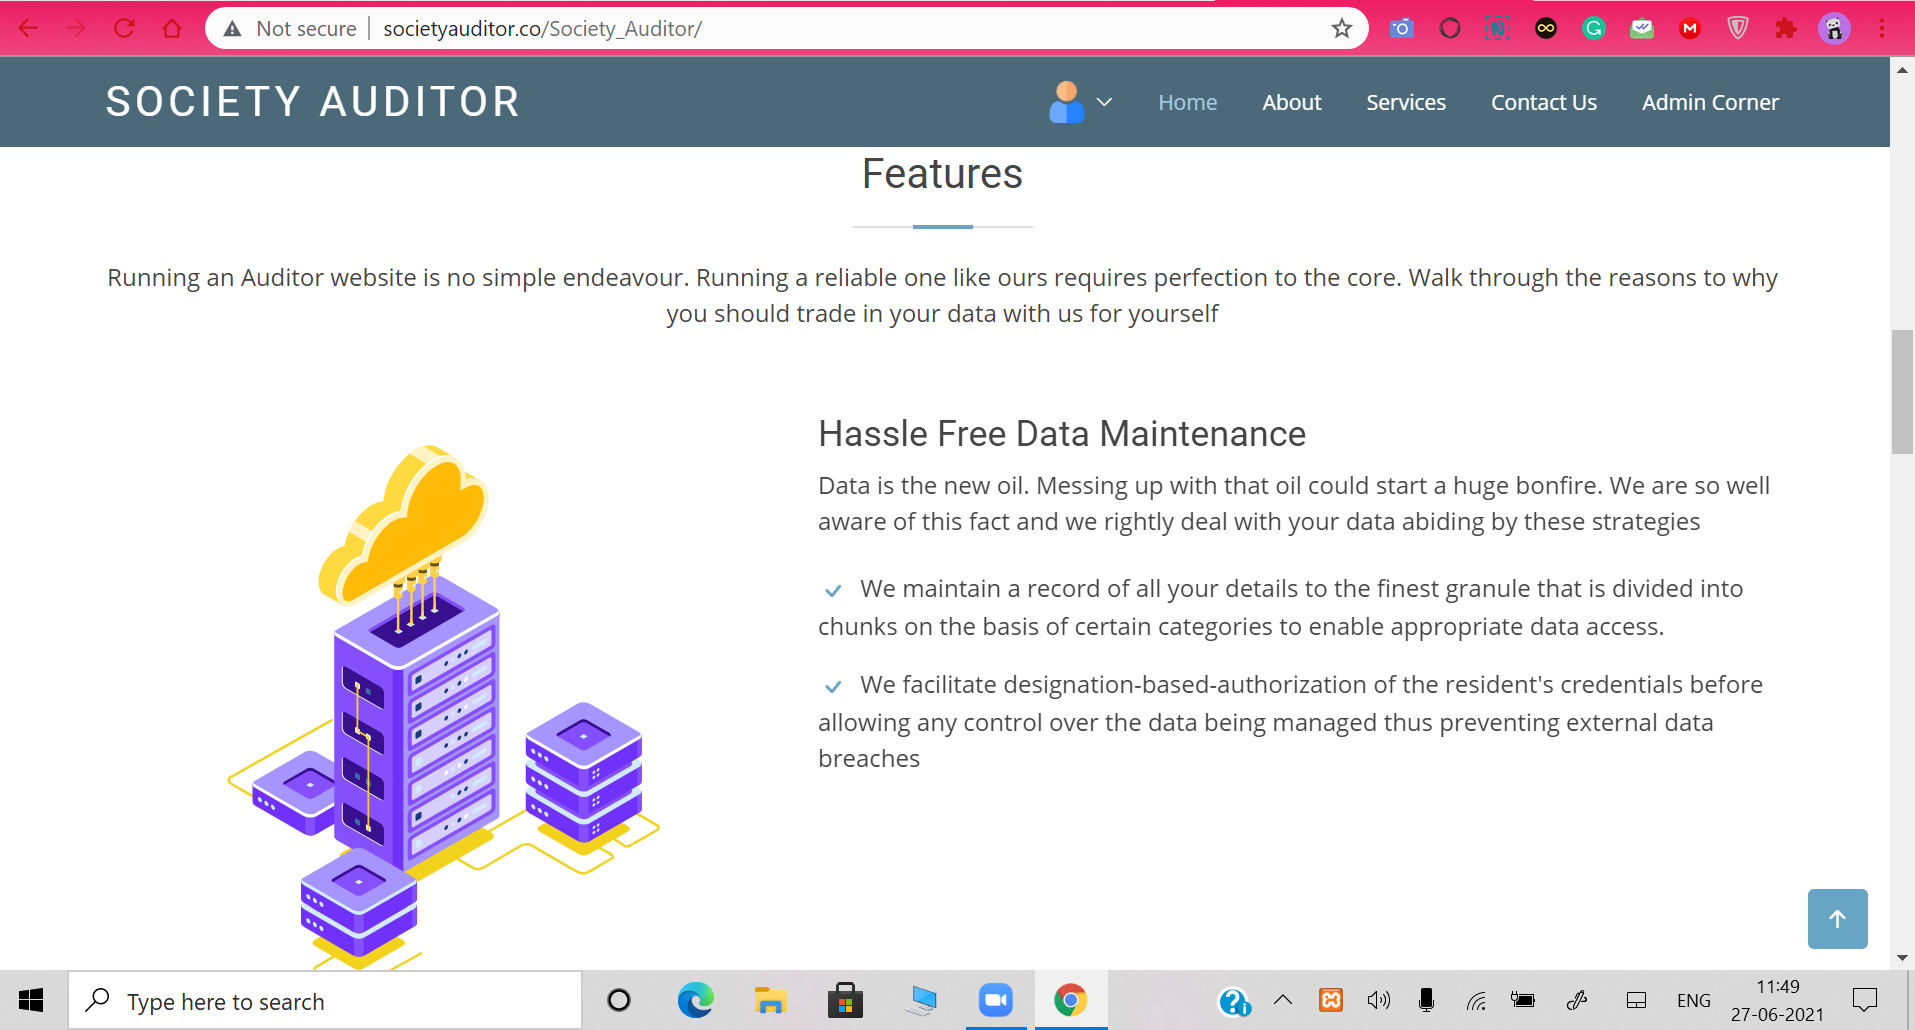 Not secure | societyauditor.co/Society_Auditor/
SOCIETY AUDITOR
Home About Services Contact Us Admin Corner
Features
Running an Auditor website is no simple endeavour. Running a reliable one like ours requires perfection to the core. Walk through the reasons to why
you should trade in your data with us for yourself
Hassle Free Data Maintenance
Data is the new oil. Messing up with that oil could start a huge bonfire. We are so well
aware of this fact and we rightly deal with your data abiding by these strategies
We maintain a record of all your details to the finest granule that is divided into
chunks on the basis of certain categories to enable appropriate data access.
We facilitate designation-based-authorization of the resident's credentials before
allowing any control over the data being managed thus preventing external data
breaches
Type here to search
ENG
11:49
27-06-2021